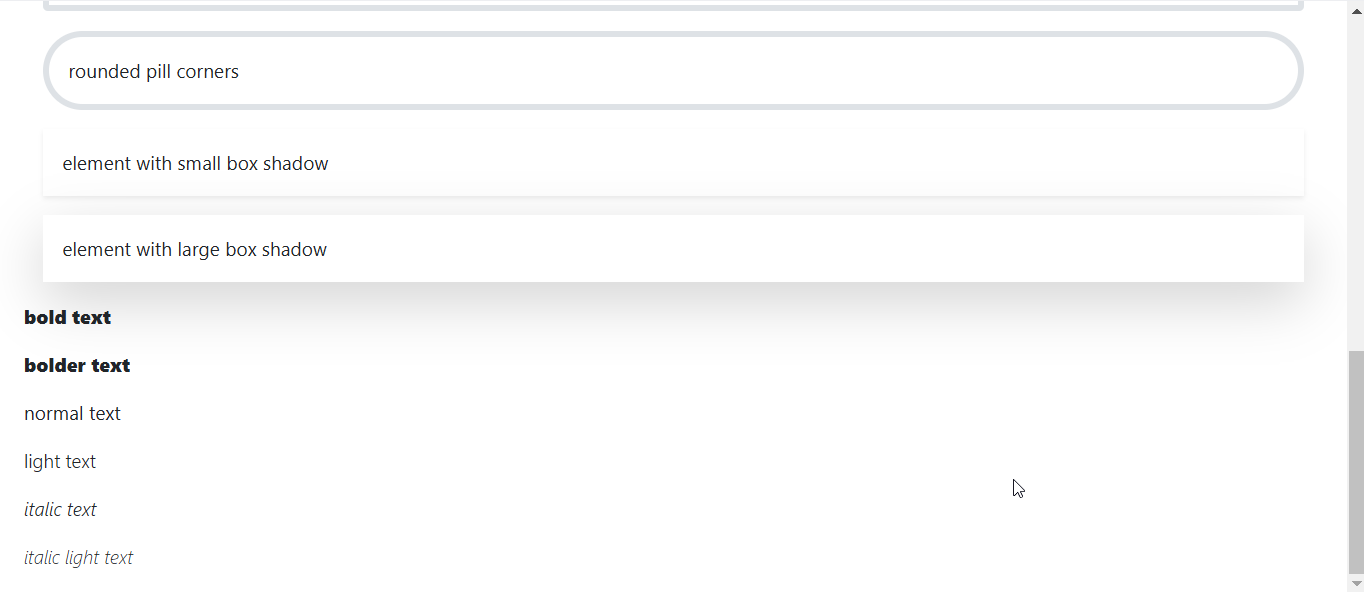 rounded pill corners
element with small box shadow
element with large box shadow
bold text
bolder text
normal text
light text
italic text
italic light text